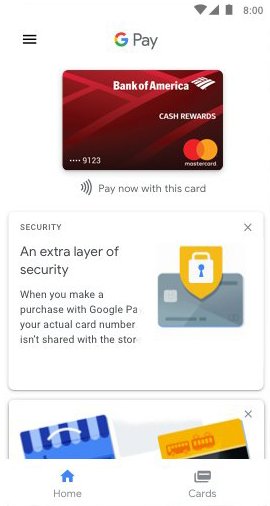 8:00
G Pay
Bank of America
CASH REWARDS
•••• 9123
mastercard
Pay now with this card
SECURITY
An extra layer of
security
When you make a
purchase with Google Pa
your actual card number
isn't shared with the stor
Home
Cards